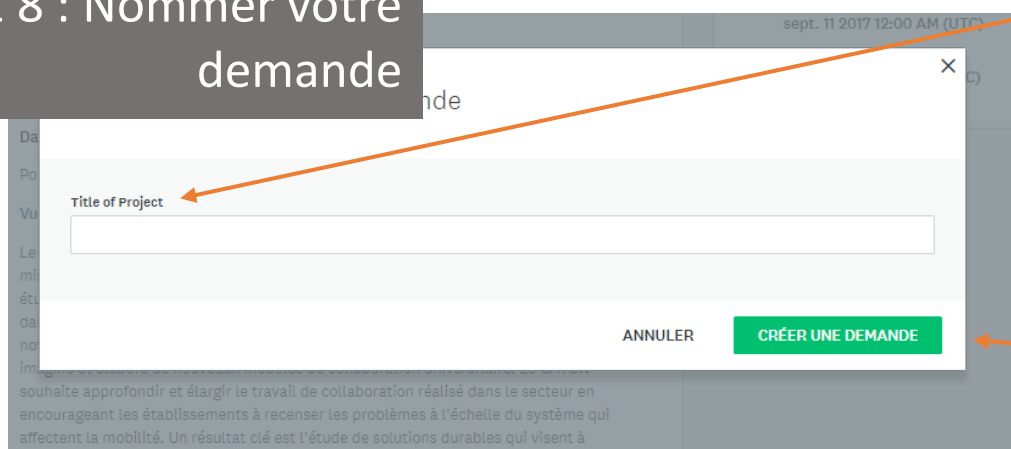 8 : Nommer votre
demande
sept. 11 2017 12:00 AM (UTC)
Title of Project
ANNULER
CRÉER UNE DEMANDE
souhaite approfondir et élargir le travail de collaboration réalisé dans le secteur en
encourageant les établissements à recenser les problèmes à l'échelle du système qui
affectent la mobilité. Un résultat clé est l'étude de solutions durables qui visent à